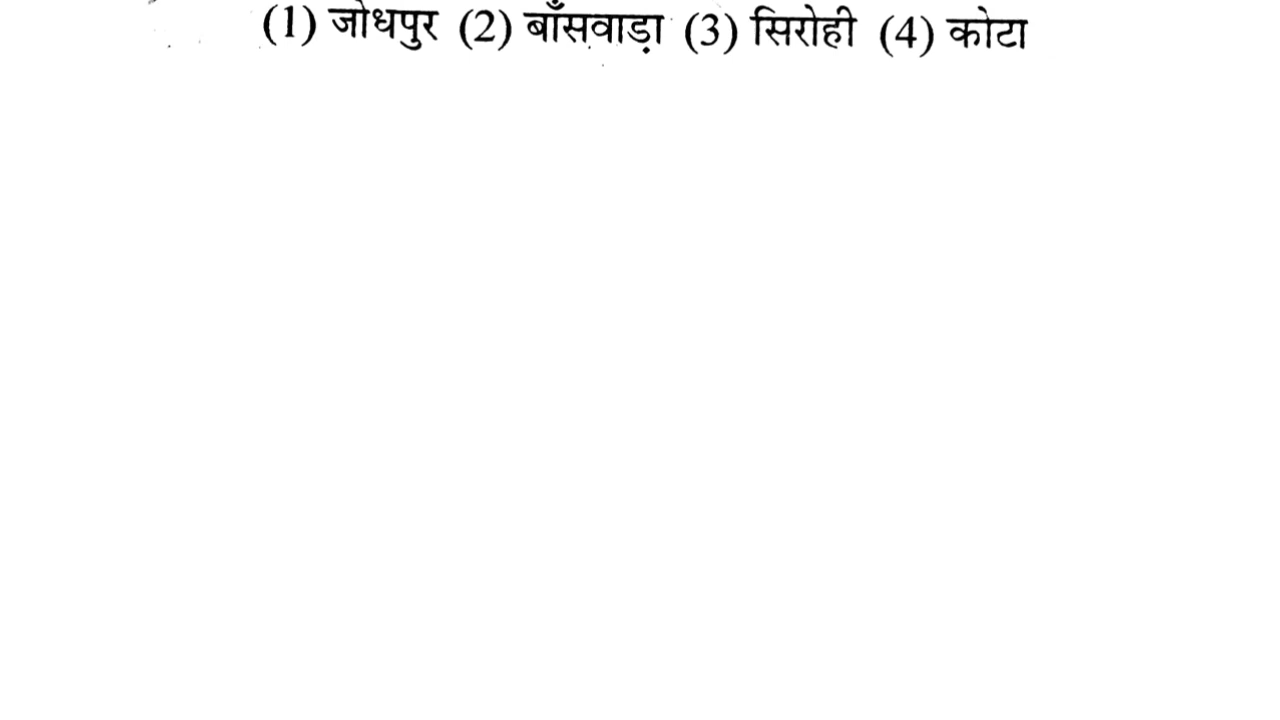 (1) जोधपुर (2) बाँसवाड़ा (3) सिरोही (4) कोटा